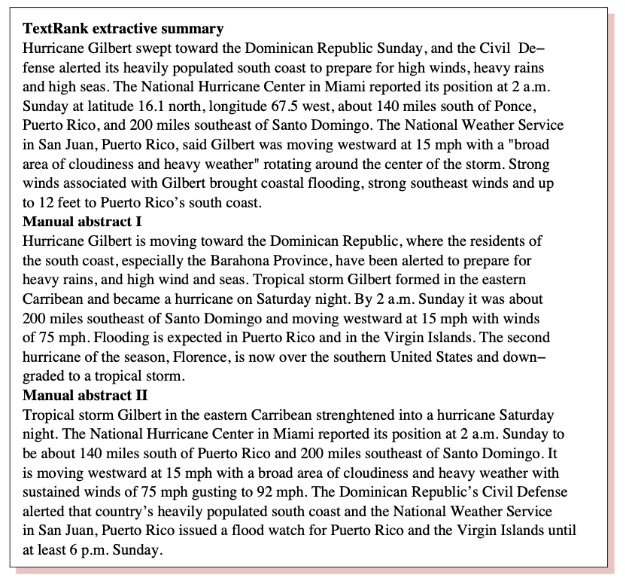 TextRank extractive summary
Hurricane Gilbert swept toward the Dominican Republic Sunday, and the Civil De–
fense alerted its heavily populated south coast to prepare for high winds, heavy rains
and high seas. The National Hurricane Center in Miami reported its position at 2 a.m.
Sunday at latitude 16.1 north, longitude 67.5 west, about 140 miles south of Ponce,
Puerto Rico, and 200 miles southeast of Santo Domingo. The National Weather Service
in San Juan, Puerto Rico, said Gilbert was moving westward at 15 mph with a "broad
area of cloudiness and heavy weather" rotating around the center of the storm. Strong
winds associated with Gilbert brought coastal flooding, strong southeast winds and up
to 12 feet to Puerto Rico's south coast.
Manual abstract I
Hurricane Gilbert is moving toward the Dominican Republic, where the residents of
the south coast, especially the Barahona Province, have been alerted to prepare for
heavy rains, and high wind and seas. Tropical storm Gilbert formed in the eastern
Carribean and became a hurricane on Saturday night. By 2 a.m. Sunday it was about
200 miles southeast of Santo Domingo and moving westward at 15 mph with winds
of 75 mph. Flooding is expected in Puerto Rico and in the Virgin Islands. The second
hurricane of the season, Florence, is now over the southern United States and down–
graded to a tropical storm.
Manual abstract II
Tropical storm Gilbert in the eastern Carribean strenghtened into a hurricane Saturday
night. The National Hurricane Center in Miami reported its position at 2 a.m. Sunday to
be about 140 miles south of Puerto Rico and 200 miles southeast of Santo Domingo. It
is moving westward at 15 mph with a broad area of cloudiness and heavy weather with
sustained winds of 75 mph gusting to 92 mph. The Dominican Republic's Civil Defense
alerted that country's heavily populated south coast and the National Weather Service
in San Juan, Puerto Rico issued a flood watch for Puerto Rico and the Virgin Islands until
at least 6 p.m. Sunday.